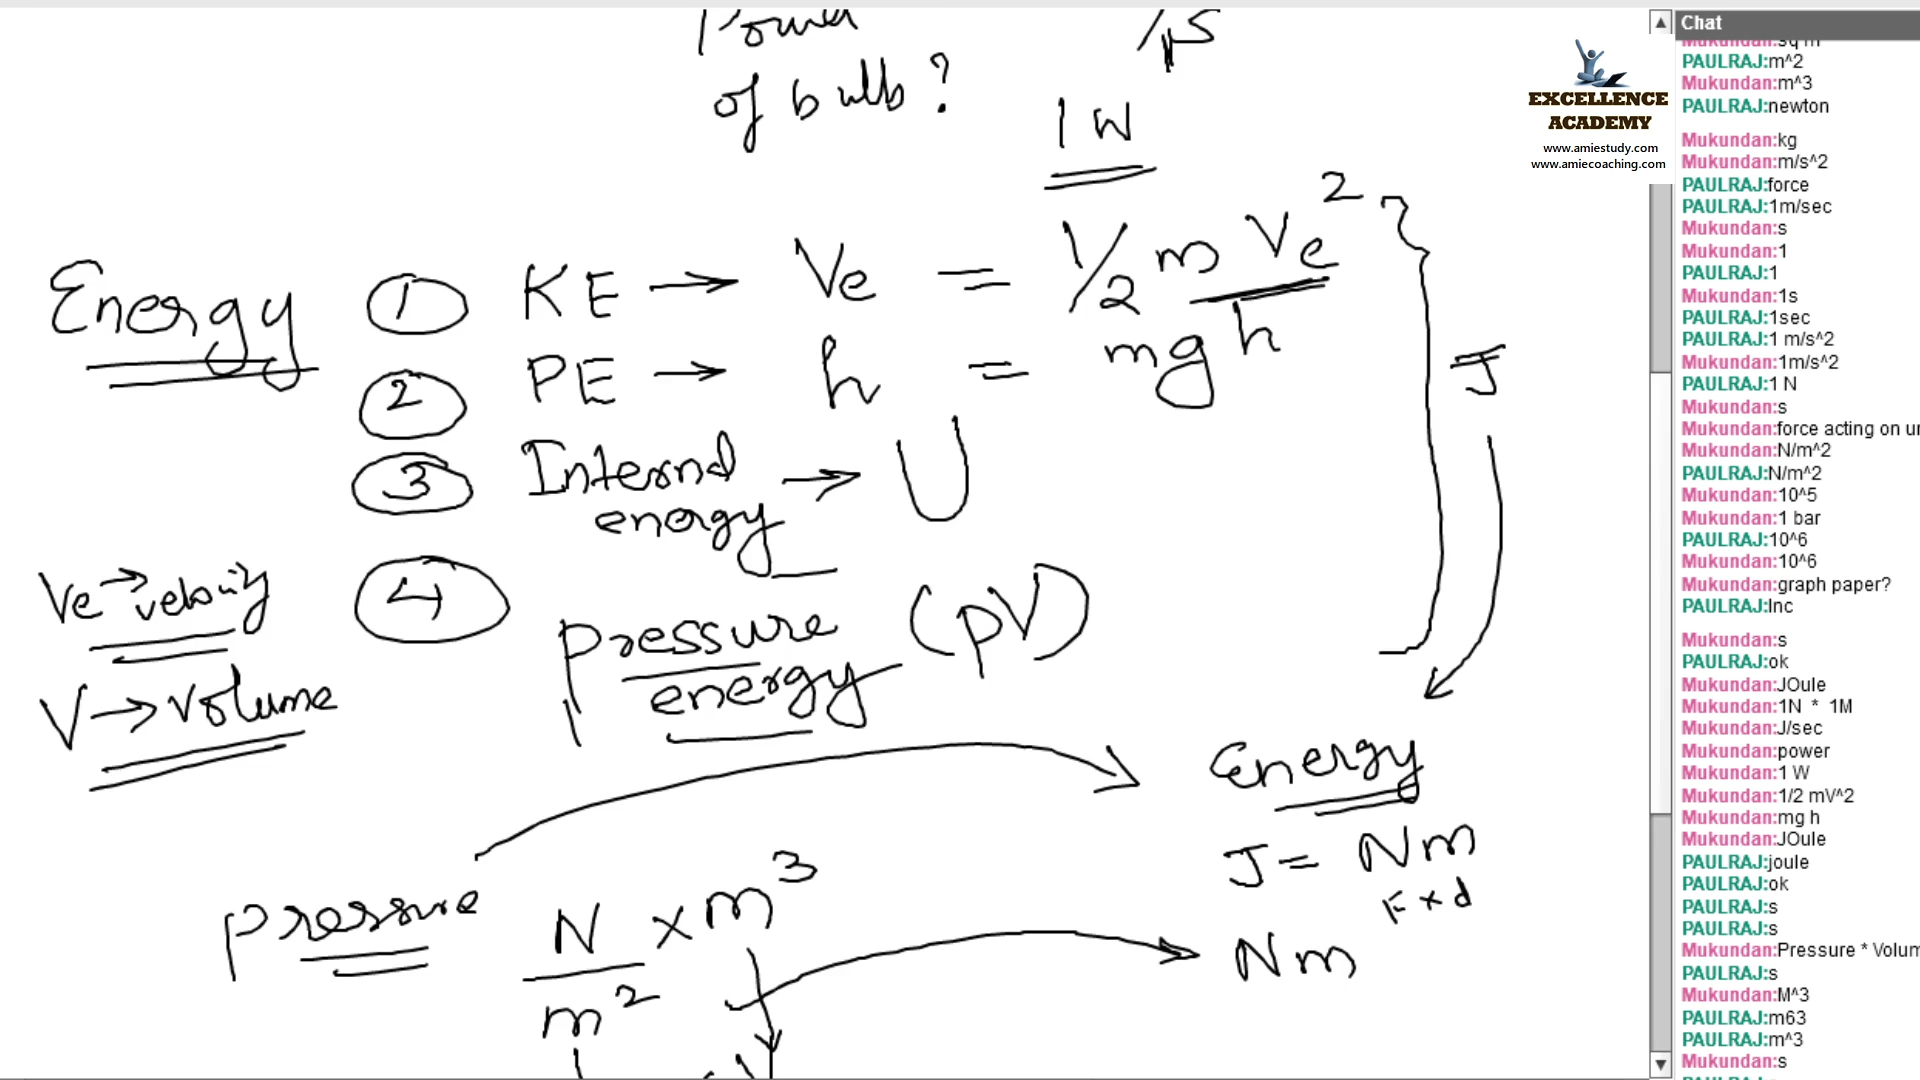 Power
of bulb?
J/s
1 W
Energy
1 KE → Ve = 1/2 m Ve²
2 PE → h = mgh
3 Internal energy → U
4 pressure energy (pV)
J
Ve → velocity
V → volume
Energy
J = Nm
F x d
Nm
pressure
N/m² × m³
EXCELLENCE
ACADEMY
www.amiestudy.com
www.amiecoaching.com
Chat
Mukundan:sq m
PAULRAJ:m^2
Mukundan:m^3
PAULRAJ:newton
Mukundan:kg
Mukundan:m/s^2
PAULRAJ:force
PAULRAJ:1m/sec
Mukundan:s
Mukundan:1
PAULRAJ:1
Mukundan:1s
PAULRAJ:1sec
PAULRAJ:1 m/s^2
Mukundan:1m/s^2
PAULRAJ:1 N
Mukundan:s
Mukundan:force acting on
Mukundan:N/m^2
PAULRAJ:N/m^2
Mukundan:10^5
Mukundan:1 bar
PAULRAJ:10^6
Mukundan:10^6
Mukundan:graph paper?
PAULRAJ:Inc
Mukundan:s
PAULRAJ:ok
Mukundan:JOule
Mukundan:1N * 1M
Mukundan:J/sec
Mukundan:power
Mukundan:1 W
Mukundan:1/2 mV^2
Mukundan:mg h
Mukundan:JOule
PAULRAJ:joule
PAULRAJ:ok
PAULRAJ:s
PAULRAJ:s
Mukundan:Pressure * Volum
PAULRAJ:s
Mukundan:M^3
PAULRAJ:m63
PAULRAJ:m^3
Mukundan:s